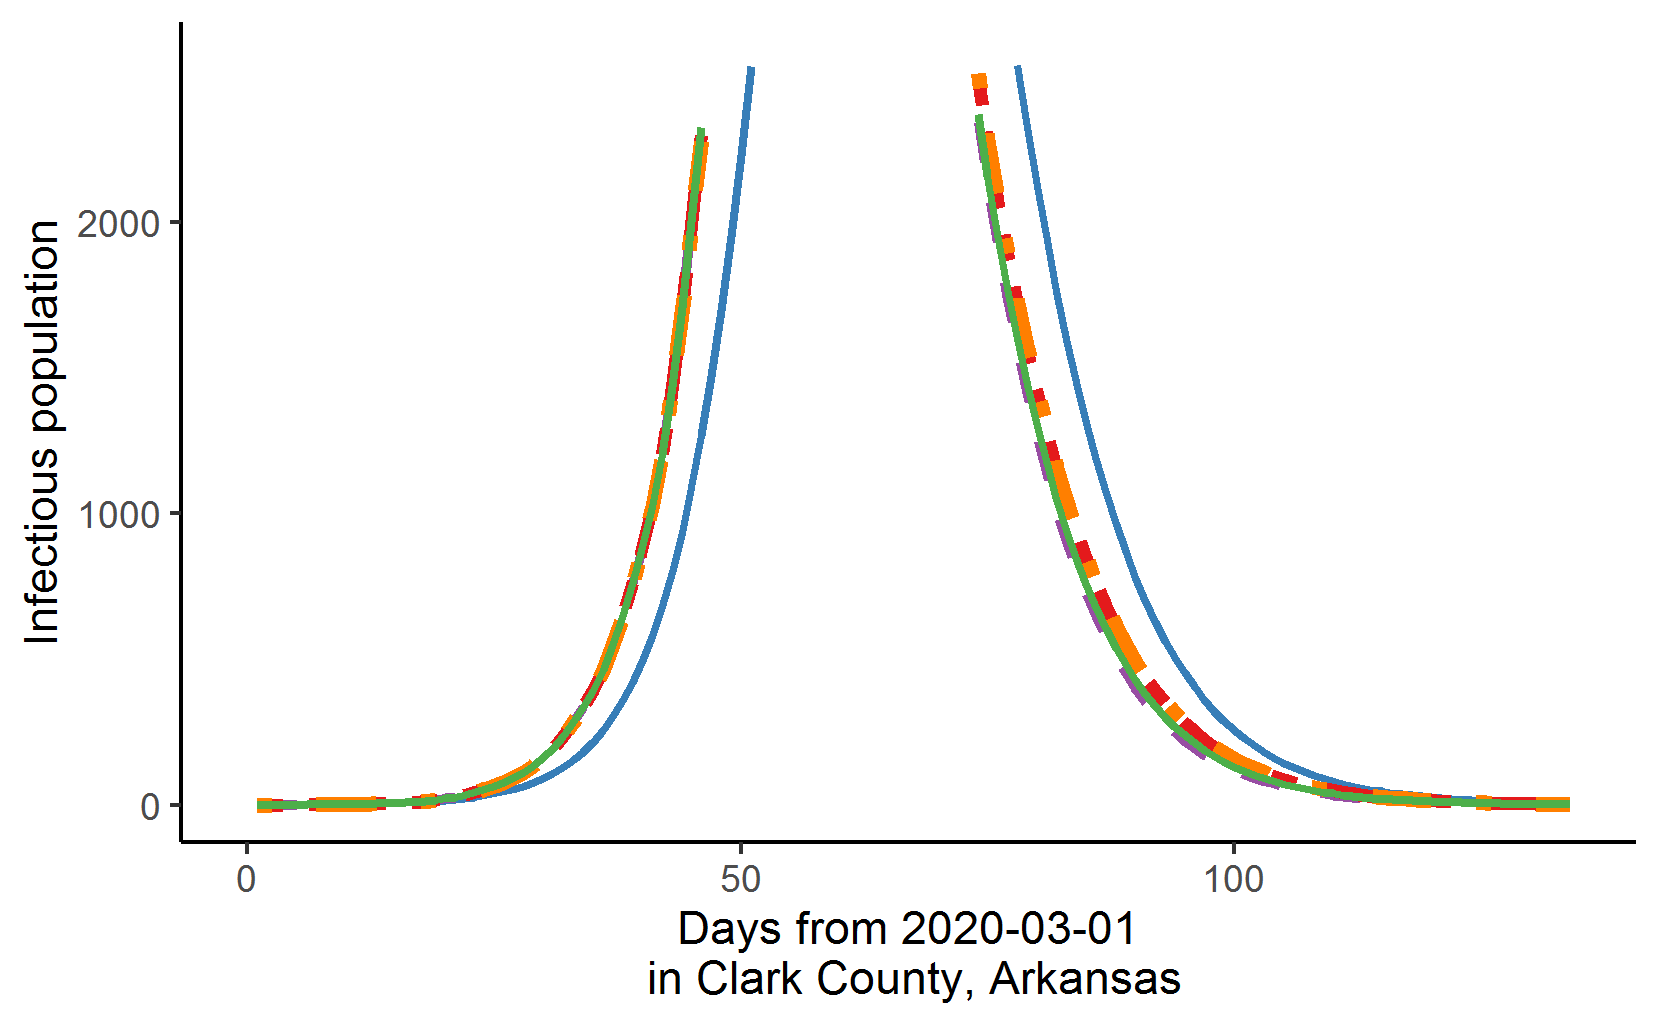 Infectious population
2000
1000
0
0 50 100
Days from 2020-03-01
in Clark County, Arkansas